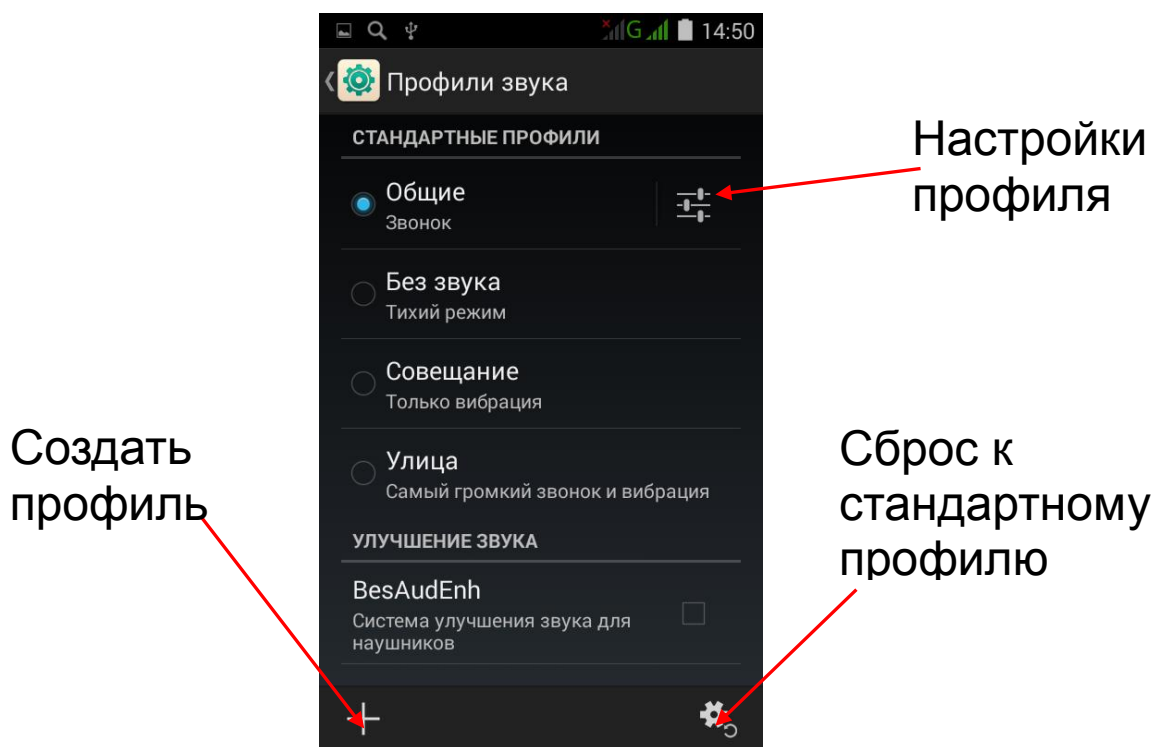 G 14:50
Профили звука
СТАНДАРТНЫЕ ПРОФИЛИ
Общие
Звонок
Настройки
профиля
Без звука
Тихий режим
Совещание
Только вибрация
Создать
профиль
Улица
Самый громкий звонок и вибрация
Сброс к
стандартному
профилю
УЛУЧШЕНИЕ ЗВУКА
BesAudEnh
Система улучшения звука для
наушников